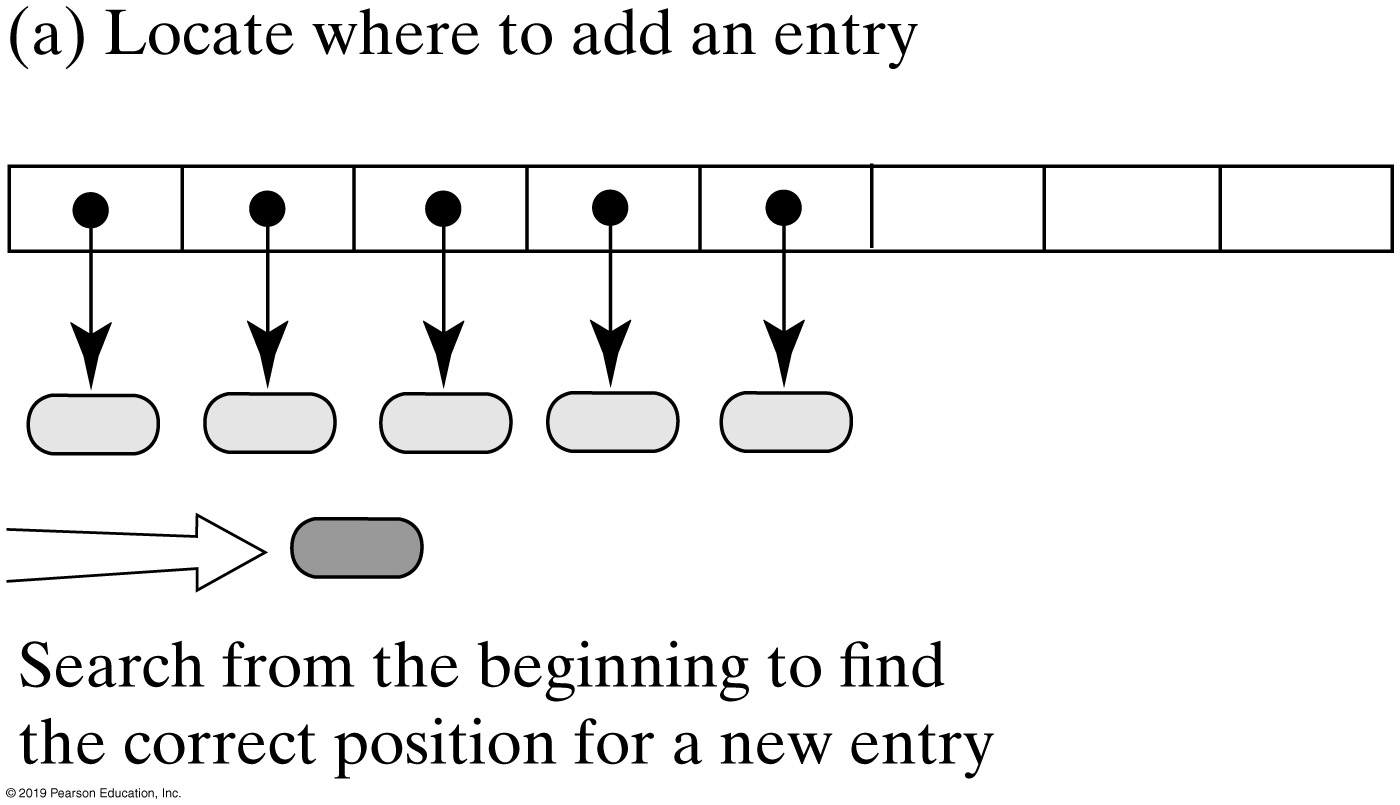 (a) Locate where to add an entry
Search from the beginning to find
the correct position for a new entry
© 2019 Pearson Education, Inc.